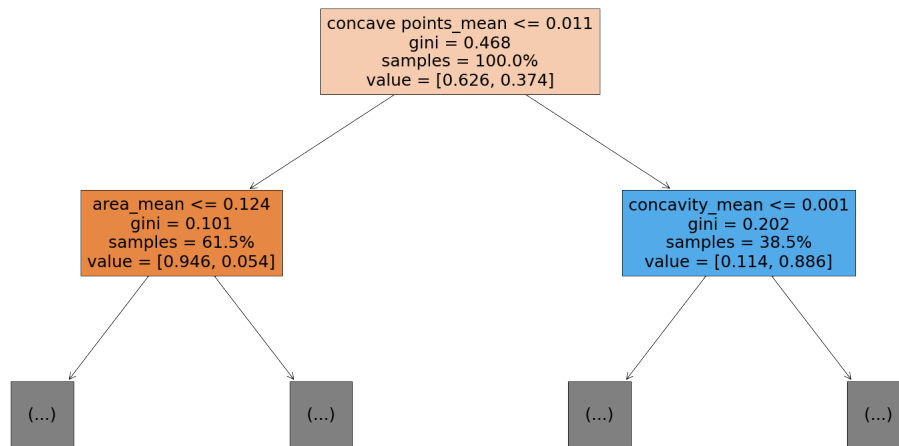 concave points_mean <= 0.011
gini = 0.468
samples = 100.0%
value = [0.626, 0.374]
area_mean <= 0.124
gini = 0.101
samples = 61.5%
value = [0.946, 0.054]
concavity_mean <= 0.001
gini = 0.202
samples = 38.5%
value = [0.114, 0.886]
(...)
(...)
(...)
(...)